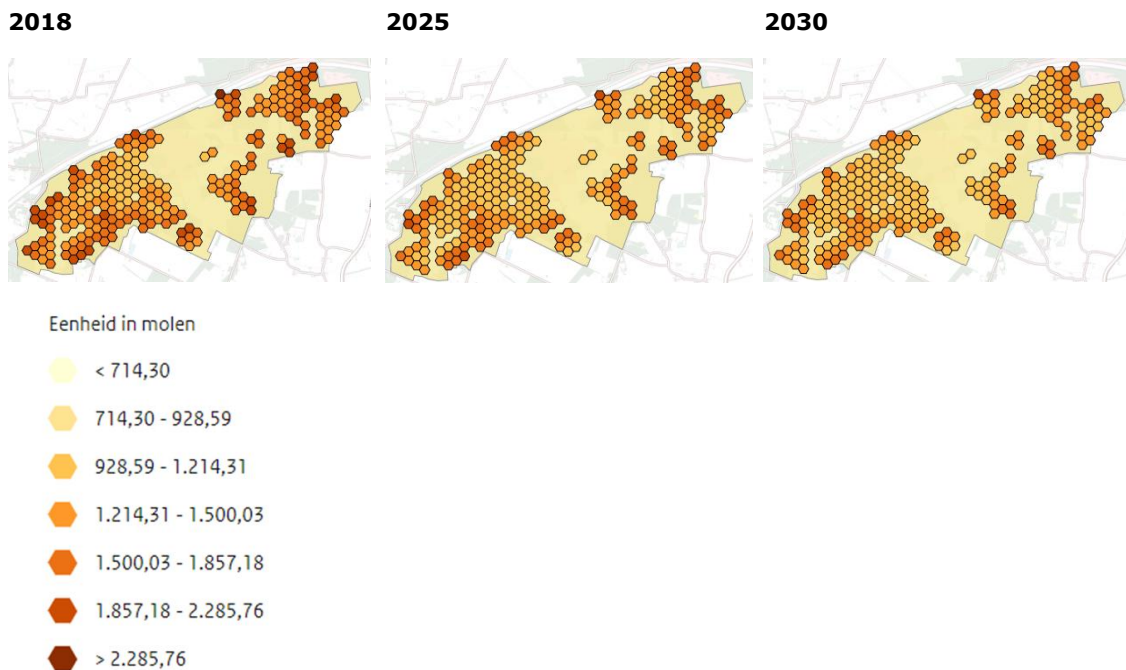 2018
2025
2030
Eenheid in molen
< 714,30
714,30 - 928,59
928,59 - 1.214,31
1.214,31 - 1.500,03
1.500,03 - 1.857,18
1.857,18 - 2.285,76
> 2.285,76